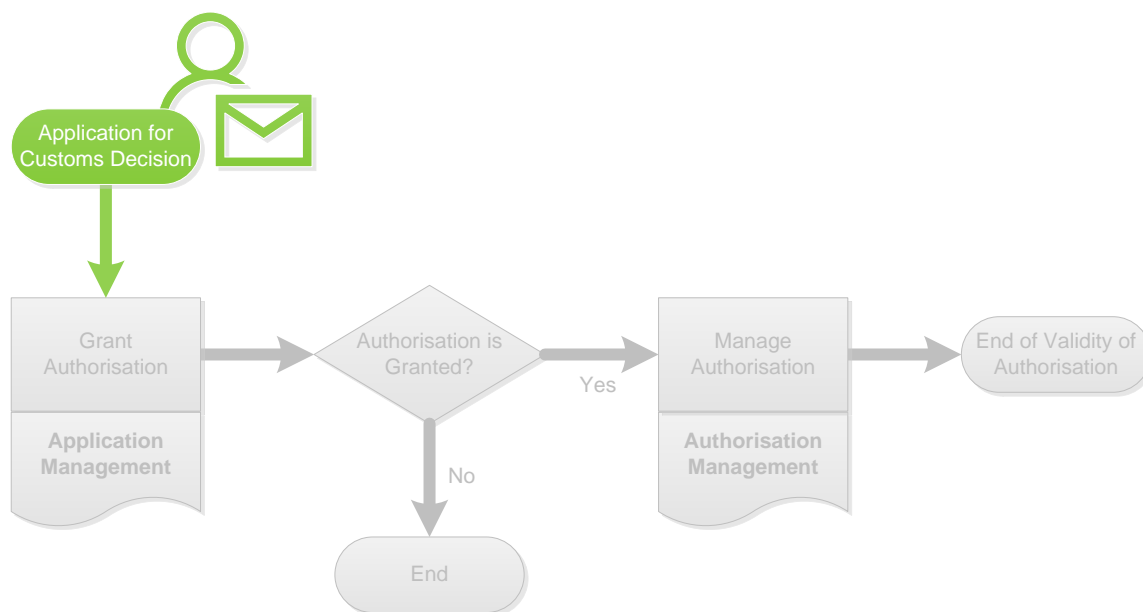 Application for
Customs Decision
Grant
Authorisation
Application
Management
Authorisation is
Granted?
Yes
No
End
Manage
Authorisation
Authorisation
Management
End of Validity of
Authorisation